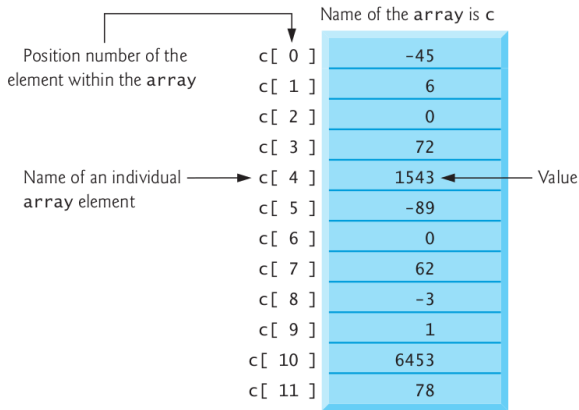 Name of the array is c
Position number of the
element within the array
c[ 0 ] -45
c[ 1 ] 6
c[ 2 ] 0
c[ 3 ] 72
Name of an individual
array element
c[ 4 ] 1543 Value
c[ 5 ] -89
c[ 6 ] 0
c[ 7 ] 62
c[ 8 ] -3
c[ 9 ] 1
c[ 10 ] 6453
c[ 11 ] 78